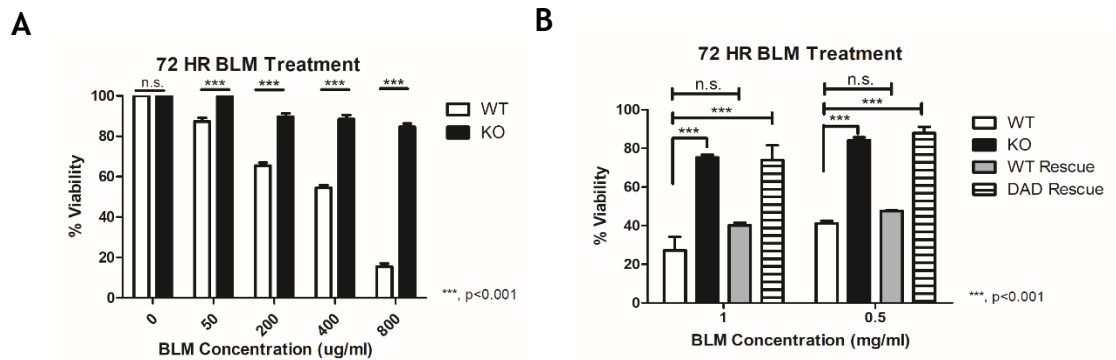 A
72 HR BLM Treatment
n.s.
***
***
***
***
100
80
60
40
20
0
% Viability
0
50
200
400
800
BLM Concentration (ug/ml)
WT
KO
***, p<0.001
B
72 HR BLM Treatment
n.s.
***
***
n.s.
***
***
100
80
60
40
20
0
% Viability
1
0.5
BLM Concentration (mg/ml)
WT
KO
WT Rescue
DAD Rescue
***, p<0.001